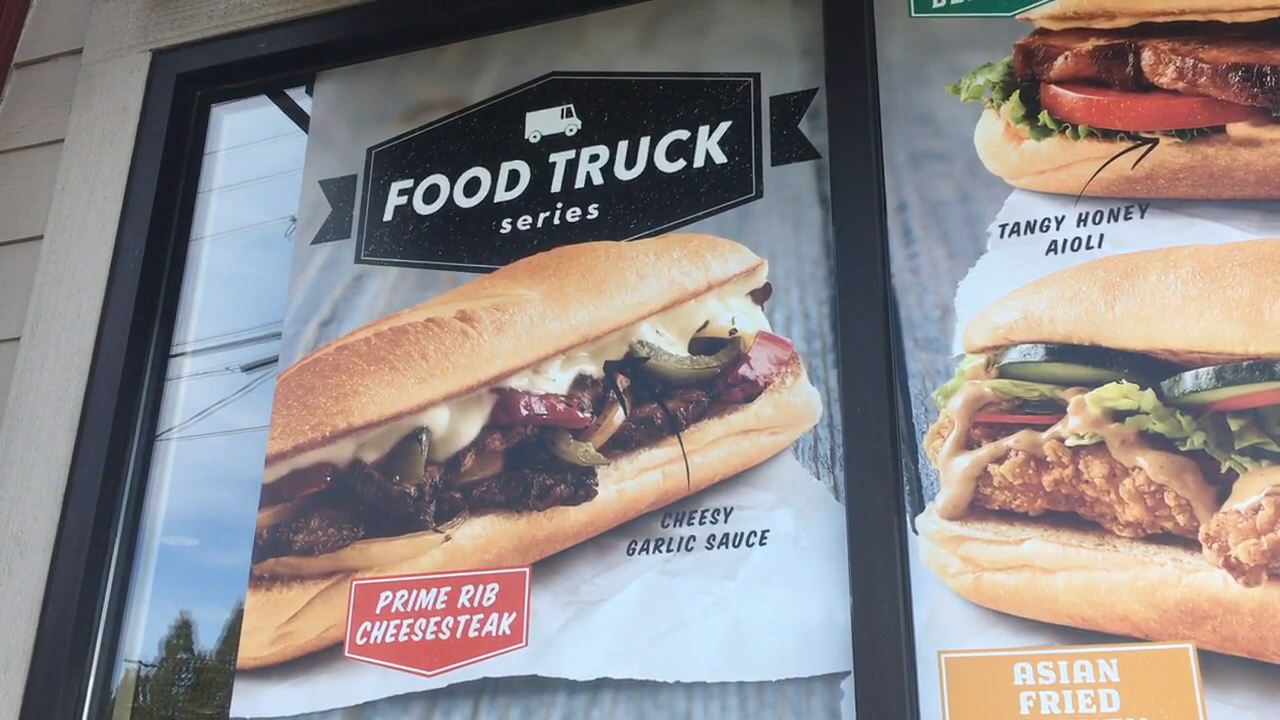 FOOD TRUCK
series
CHEESY
GARLIC SAUCE
PRIME RIB
CHEESESTEAK
TANGY HONEY
AIOLI
ASIAN
FRIED